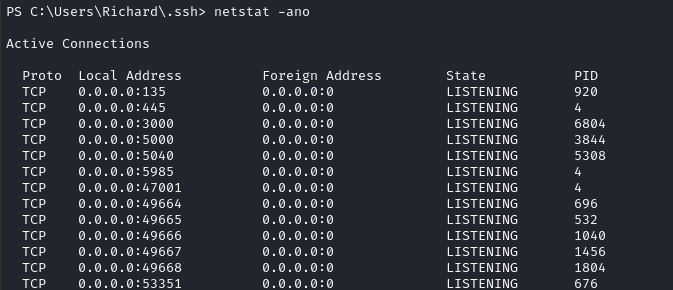 PS C:\Users\Richard\.ssh> netstat -ano
Active Connections
Proto Local Address Foreign Address State PID
TCP 0.0.0.0:135 0.0.0.0:0 LISTENING 920
TCP 0.0.0.0:445 0.0.0.0:0 LISTENING 4
TCP 0.0.0.0:3000 0.0.0.0:0 LISTENING 6804
TCP 0.0.0.0:5000 0.0.0.0:0 LISTENING 3844
TCP 0.0.0.0:5040 0.0.0.0:0 LISTENING 5308
TCP 0.0.0.0:5985 0.0.0.0:0 LISTENING 4
TCP 0.0.0.0:47001 0.0.0.0:0 LISTENING 4
TCP 0.0.0.0:49664 0.0.0.0:0 LISTENING 696
TCP 0.0.0.0:49665 0.0.0.0:0 LISTENING 532
TCP 0.0.0.0:49666 0.0.0.0:0 LISTENING 1040
TCP 0.0.0.0:49667 0.0.0.0:0 LISTENING 1456
TCP 0.0.0.0:49668 0.0.0.0:0 LISTENING 1804
TCP 0.0.0.0:53351 0.0.0.0:0 LISTENING 676